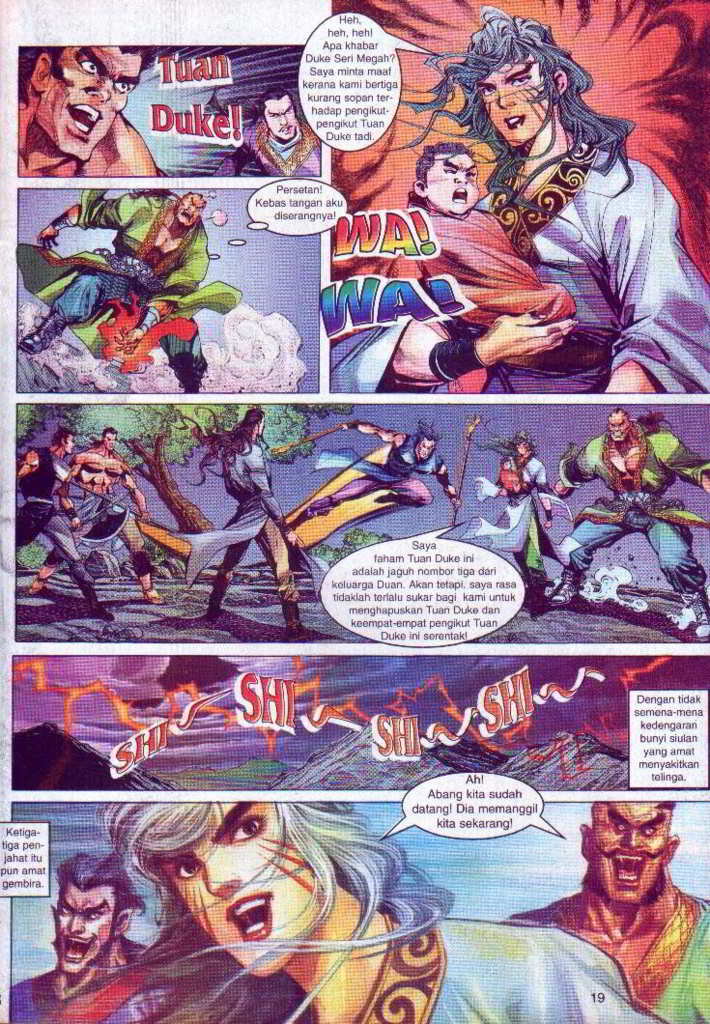 Tuan
Duke!
Heh,
heh, heh!
Apa khabar
Duke Seri Megah?
Saya minta maaf
kerana kami bertiga
kurang sopan ter-
hadap pengikut-
pengikut Tuan
Duke tadi.
Persetan!
Kebas tangan aku
diserangnya!
WA!
WA!
Saya
faham Tuan Duke ini
adalah jaguh nombor tiga dari
keluarga Duan. Akan tetapi, saya rasa
tidaklah terlalu sukar bagi kami untuk
menghapuskan Tuan Duke dan
keempat-empat pengikut Tuan
Duke ini serentak!
SHI
SHI
SHI
SHI
Dengan tidak
semena-mena
kedengaran
bunyi siulan
yang amat
menyakitkan
telinga.
Ah!
Abang kita sudah
datang! Dia memanggil
kita sekarang!
Ketiga-
tiga pen-
jahat itu
pun amat
gembira.
19